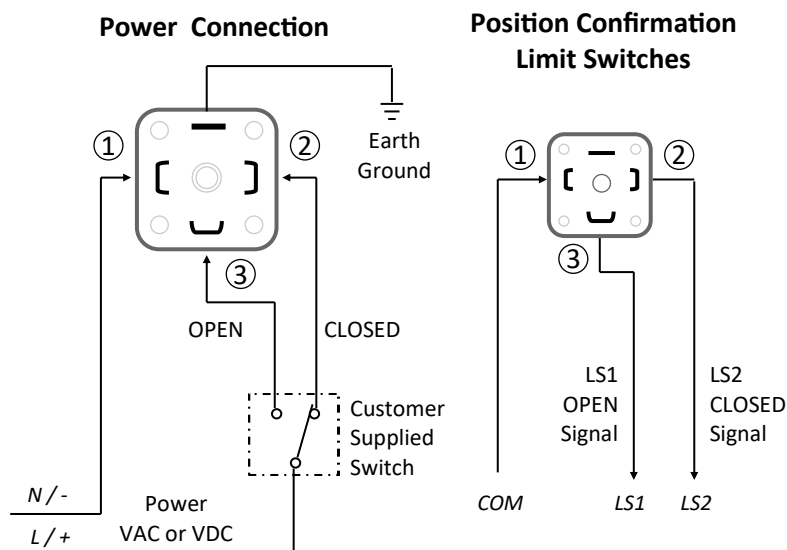 Power Connection
Position Confirmation
Limit Switches
Earth
Ground
①
②
③
OPEN
CLOSED
Customer
Supplied
Switch
N / -
L / +
Power
VAC or VDC
①
②
③
LS1
OPEN
Signal
LS2
CLOSED
Signal
COM
LS1
LS2